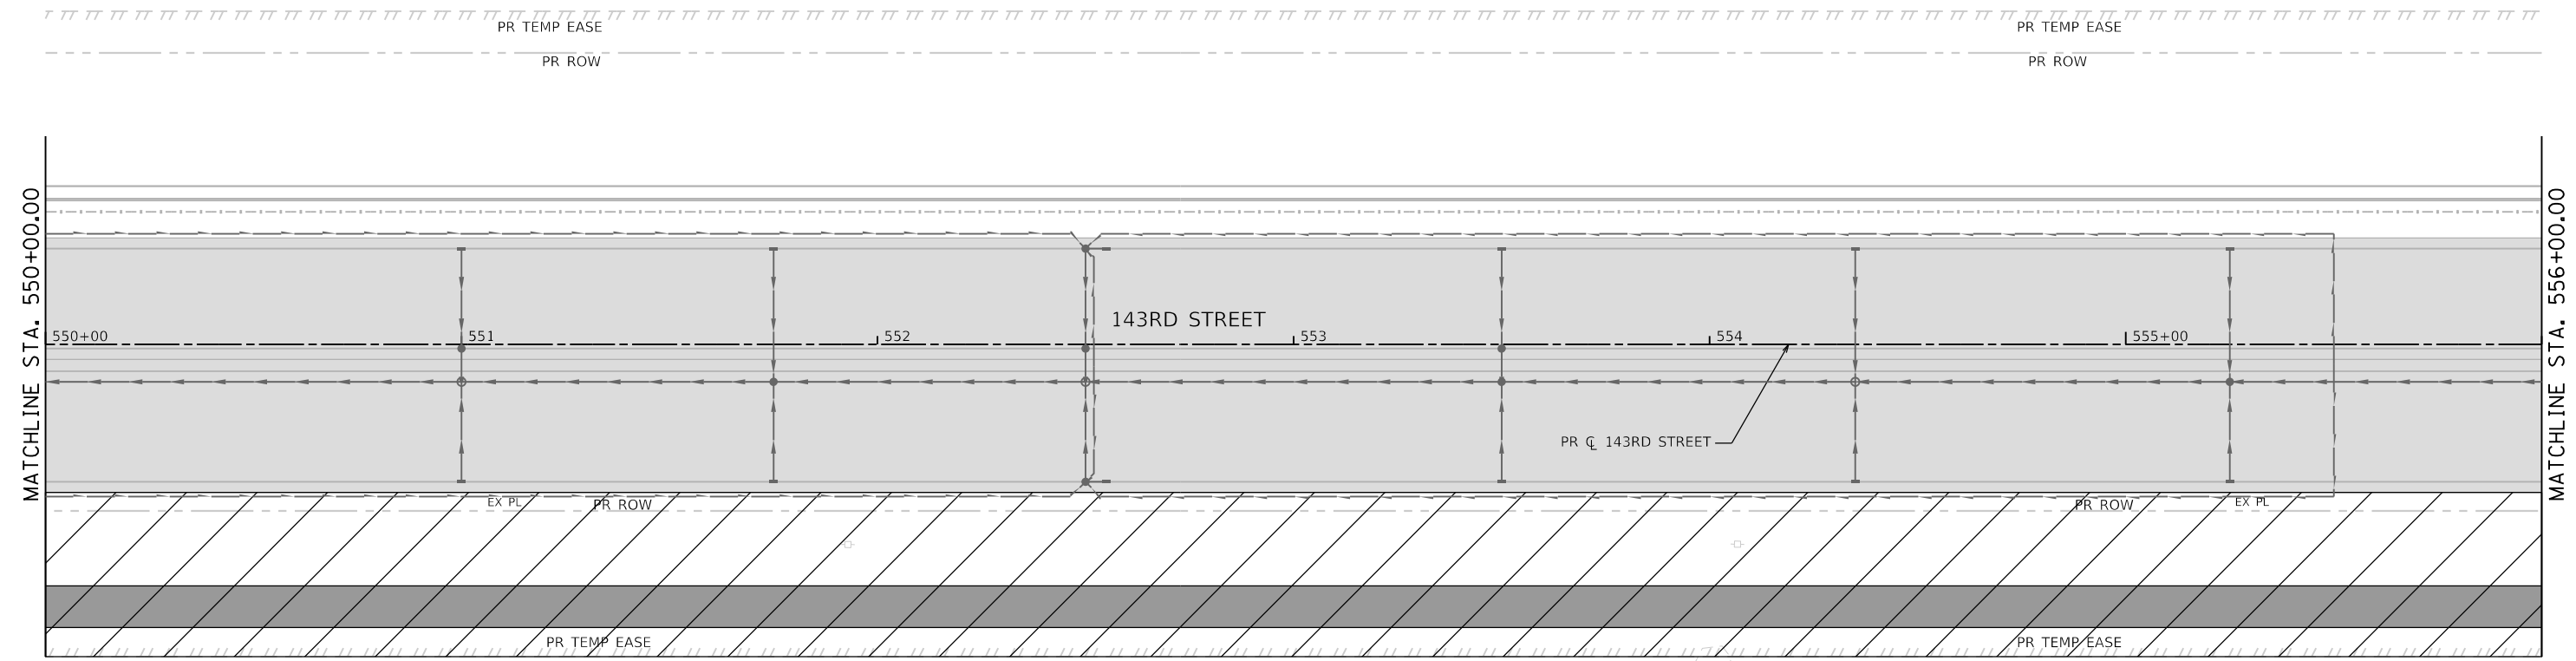 PR TEMP EASE
PR TEMP EASE
PR ROW
PR ROW
MATCHLINE STA. 550+00.00
MATCHLINE STA. 556+00.00
143RD STREET
550+00
551
552
553
554
555+00
PR ℄ 143RD STREET
EX PL
PR ROW
PR ROW
EX PL
PR TEMP EASE
PR TEMP EASE